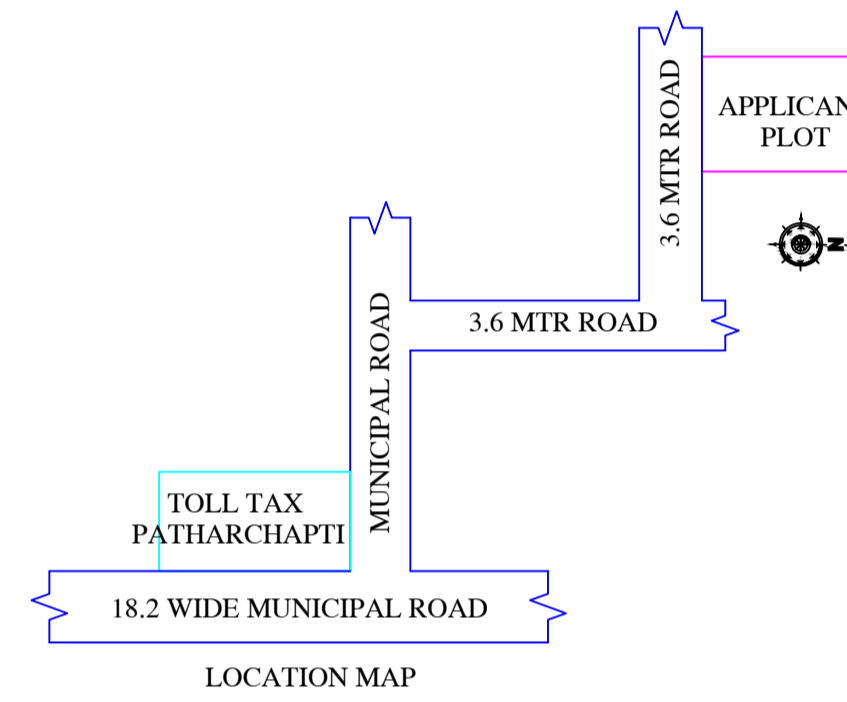 3.6 MTR ROAD
APPLICAN
PLOT
N
3.6 MTR ROAD
MUNICIPAL ROAD
TOLL TAX
PATHARCHAPTI
18.2 WIDE MUNICIPAL ROAD
LOCATION MAP